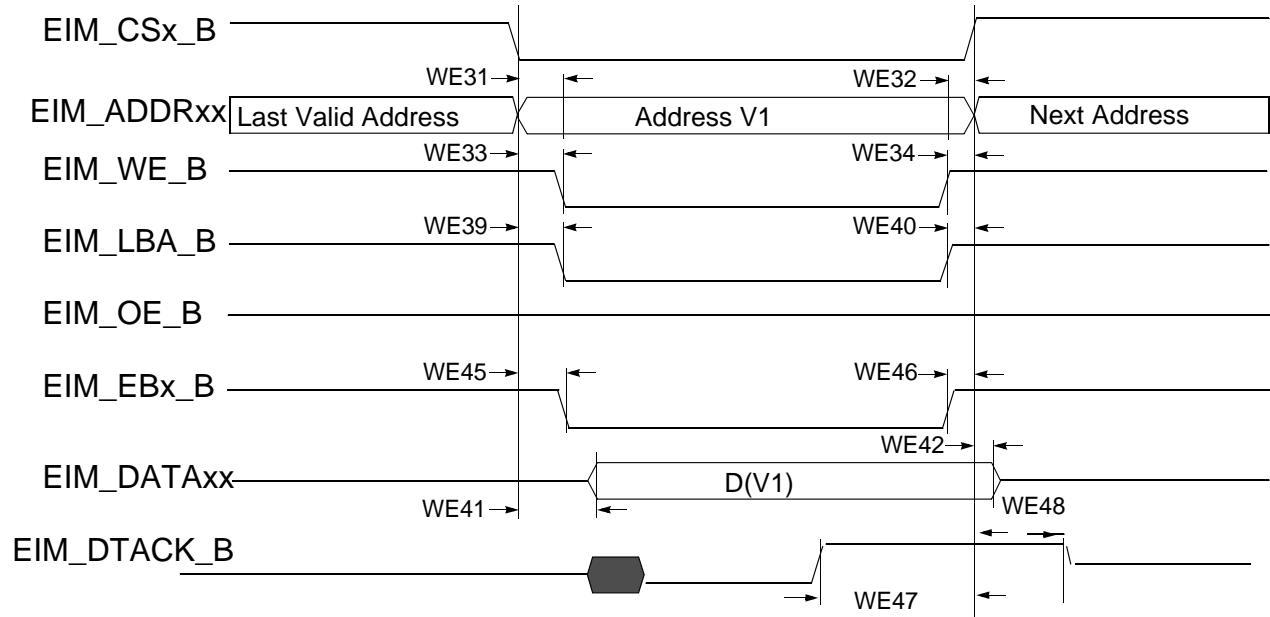 EIM_CSx_B
WE31
WE32
EIM_ADDRxx
Last Valid Address
Address V1
Next Address
WE33
WE34
EIM_WE_B
WE39
WE40
EIM_LBA_B
EIM_OE_B
WE45
WE46
EIM_EBx_B
WE42
EIM_DATAxx
D(V1)
WE41
WE48
EIM_DTACK_B
WE47